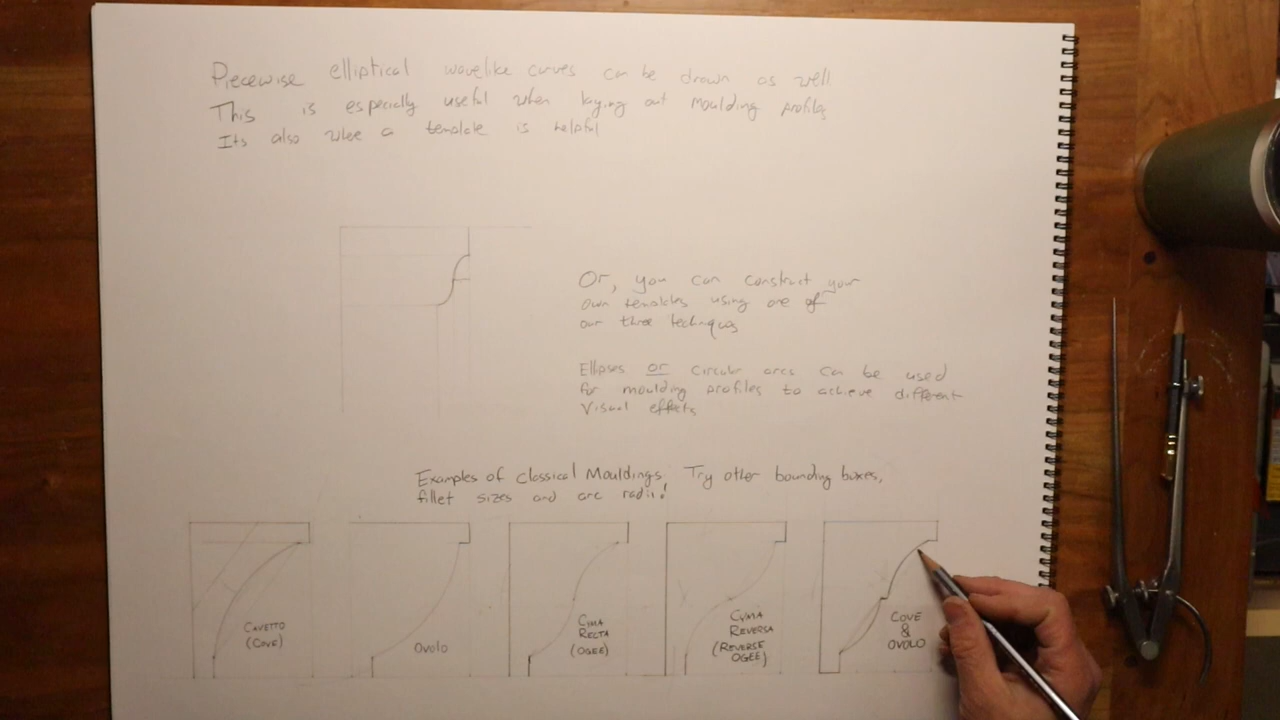 Piecewise elliptical wavelike curves can be drawn as well
This is especially useful when laying out moulding profiles
Its also whee a template is helpful
Or, you can construct your
own templates using one of
our three techniques
Ellipses or circular arcs can be used
for moulding profiles to achieve different
visual effects
Examples of classical Mouldings. Try other bounding boxes,
fillet sizes and arc radii!
CAVETTO
(COVE)
OVOLO
CIMA
RECTA
(OGEE)
CYMA
REVERSA
(REVERSE
OGEE)
COVE
&
OVOLO